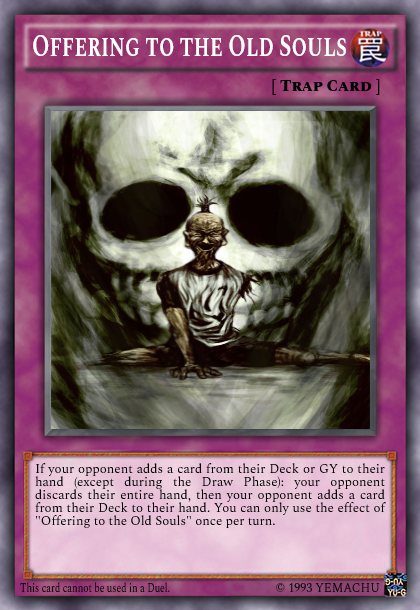 OFFERING TO THE OLD SOULS
TRAP
罠
[ TRAP CARD ]
If your opponent adds a card from their Deck or GY to their
hand (except during the Draw Phase): your opponent
discards their entire hand, then your opponent adds a card
from their Deck to their hand. You can only use the effect of
"Offering to the Old Souls" once per turn.
This card cannot be used in a Duel.
© 1993 YEMACHU